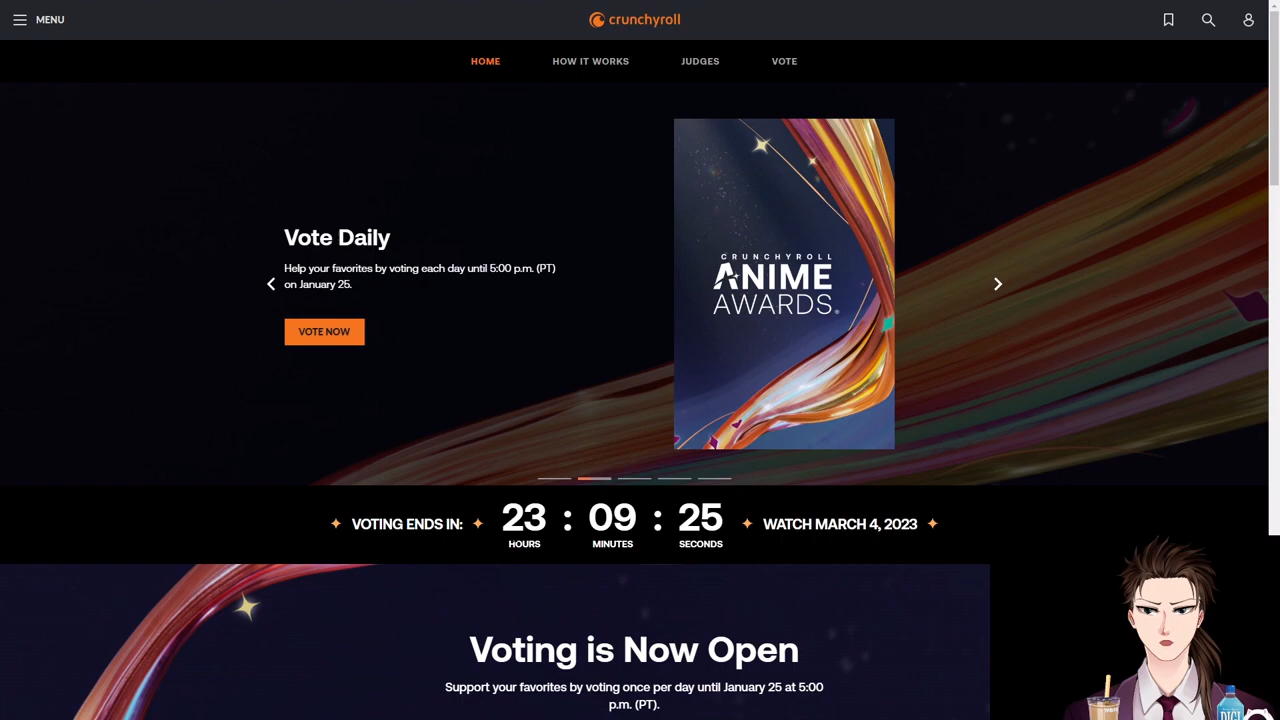 MENU
crunchyroll
HOME
HOW IT WORKS
JUDGES
VOTE
Vote Daily
Help your favorites by voting each day until 5:00 p.m. (PT)
on January 25.
VOTE NOW
CRUNCHYROLL
ANIME
AWARDS®
VOTING ENDS IN:
23 : 09 : 25
HOURS
MINUTES
SECONDS
WATCH MARCH 4, 2023
Voting is Now Open
Support your favorites by voting once per day until January 25 at 5:00
p.m. (PT).